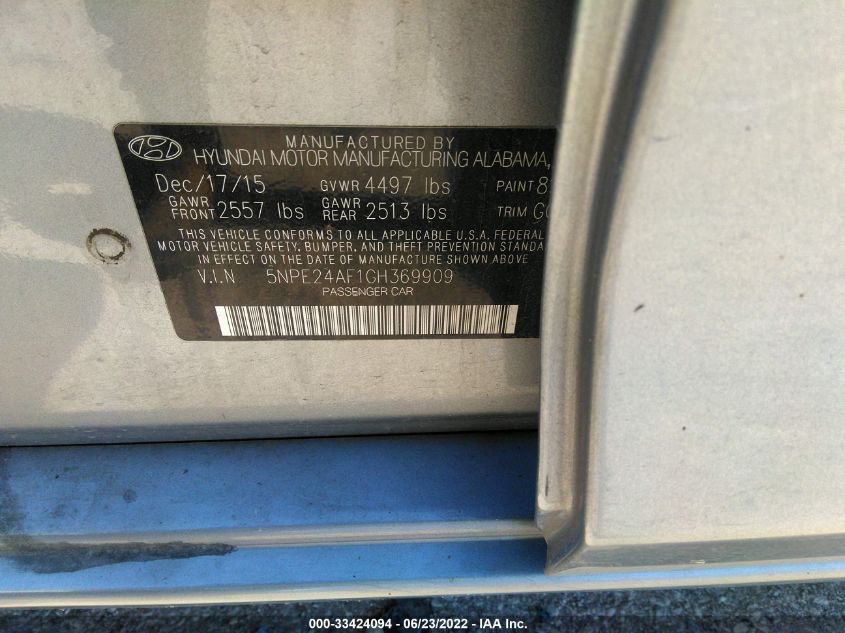 MANUFACTURED BY
HYUNDAI MOTOR MANUFACTURING ALABAMA,
Dec/17/15 GVWR 4497 lbs PAINT 8
GAWR FRONT 2557 lbs GAWR REAR 2513 lbs TRIM G
THIS VEHICLE CONFORMS TO ALL APPLICABLE U.S.A. FEDERAL
MOTOR VEHICLE SAFETY, BUMPER, AND THEFT PREVENTION STANDA
IN EFFECT ON THE DATE OF MANUFACTURE SHOWN ABOVE
V.I.N 5NPE24AF1GH369909
PASSENGER CAR
000-33424094 - 06/23/2022 - IAA Inc.